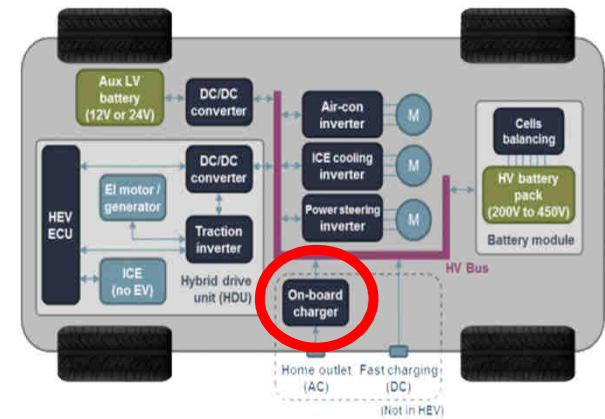 Aux LV
battery
(12V or 24V)
DC/DC
converter
Air-con
inverter
M
Cells
balancing
HV battery
pack
(200V to 450V)
Battery module
HEV
ECU
EI motor /
generator
DC/DC
converter
Traction
inverter
ICE
(no EV)
Hybrid drive
unit (HDU)
ICE cooling
inverter
M
Power steering
inverter
M
HV Bus
On-board
charger
Home outlet
(AC)
Fast charging
(DC)
(Not in HEV)